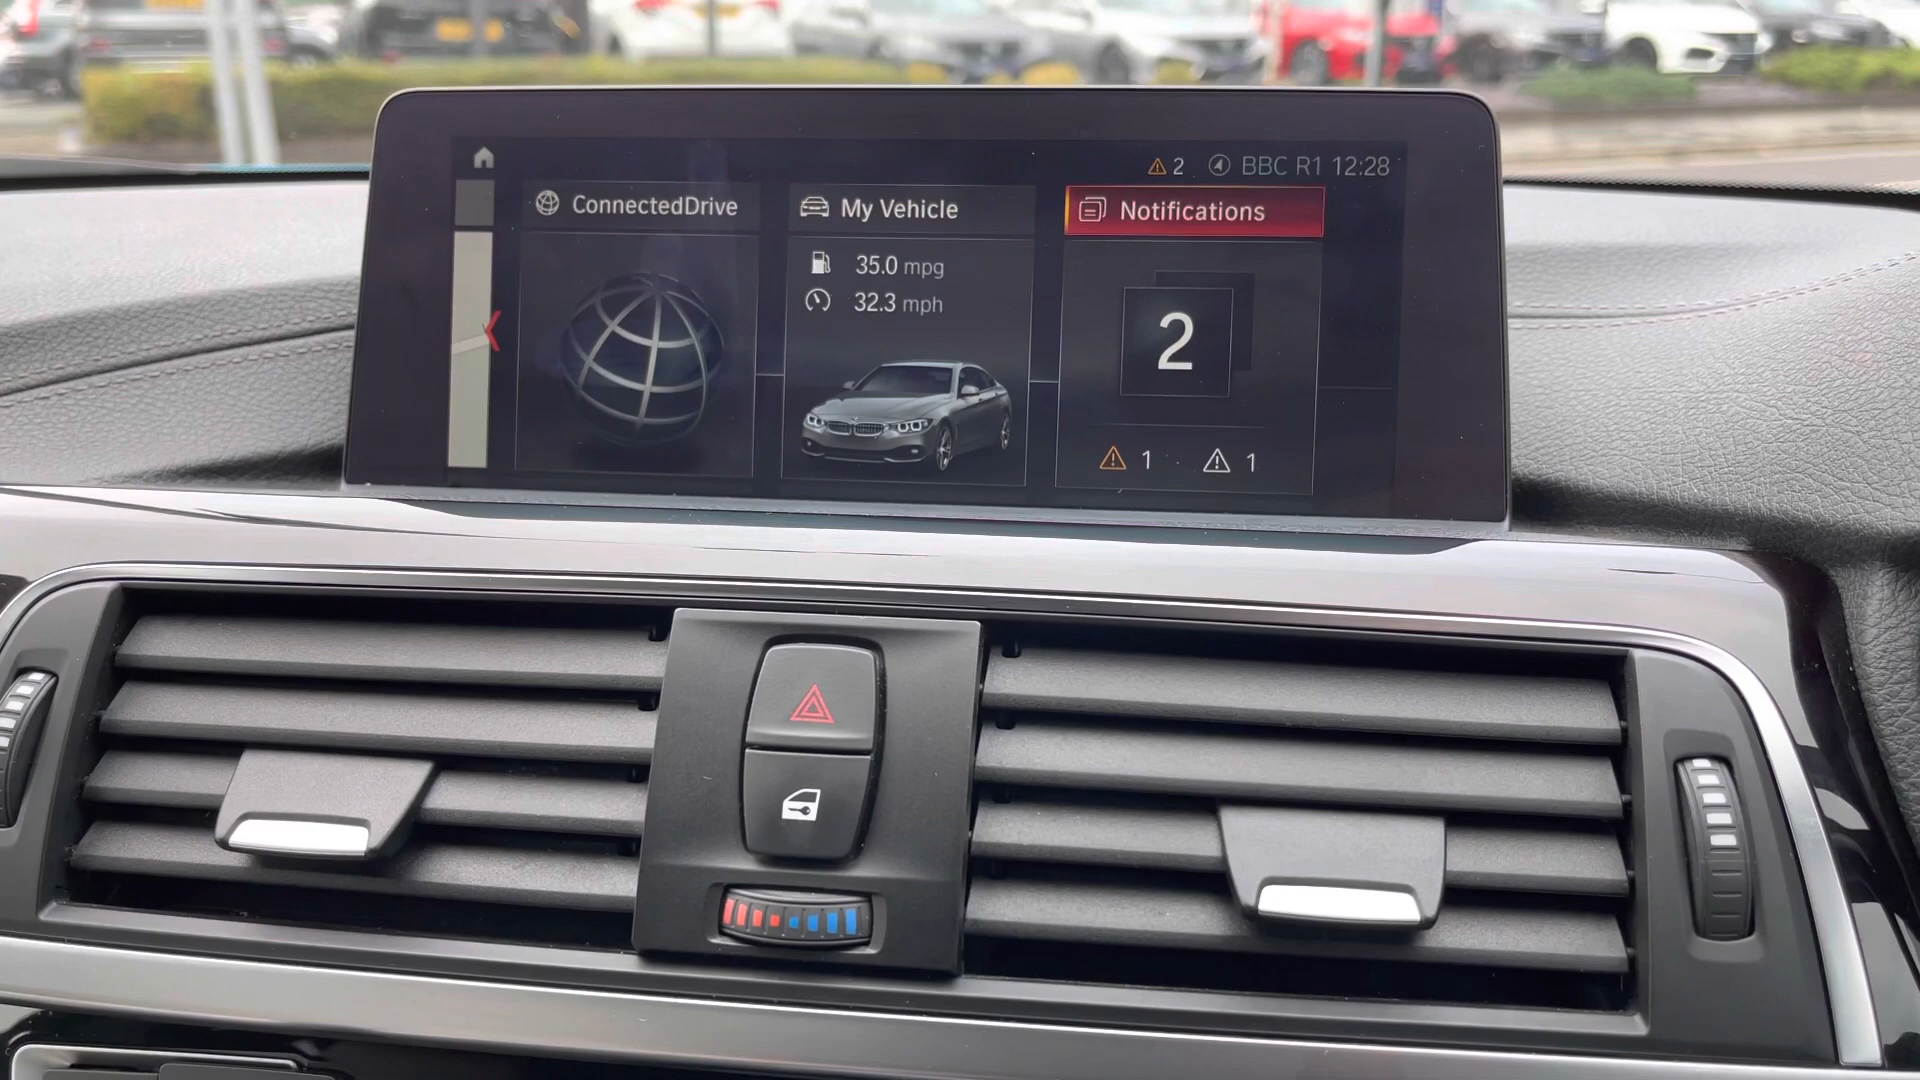 2 BBC R1 12:28
ConnectedDrive
My Vehicle
35.0 mpg
32.3 mph
Notifications
2
1 1